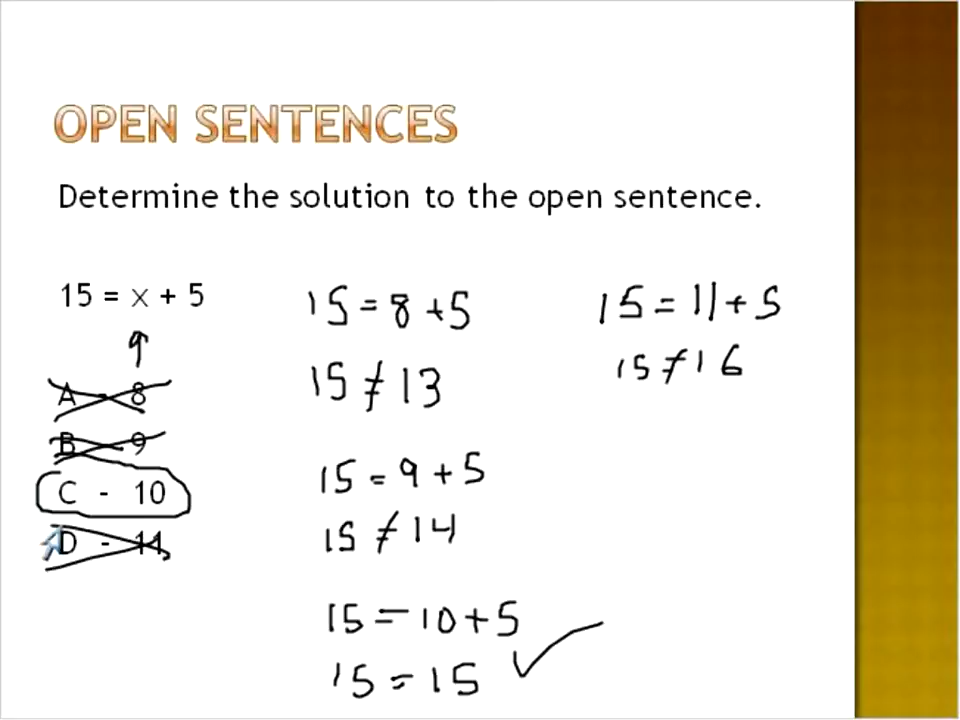 OPEN SENTENCES
Determine the solution to the open sentence.
15 = x + 5
A - 8
B - 9
C - 10
D - 11
15 = 8 + 5
15 ≠ 13
15 = 9 + 5
15 ≠ 14
15 = 10 + 5
15 = 15 ✓
15 = 11 + 5
15 ≠ 16